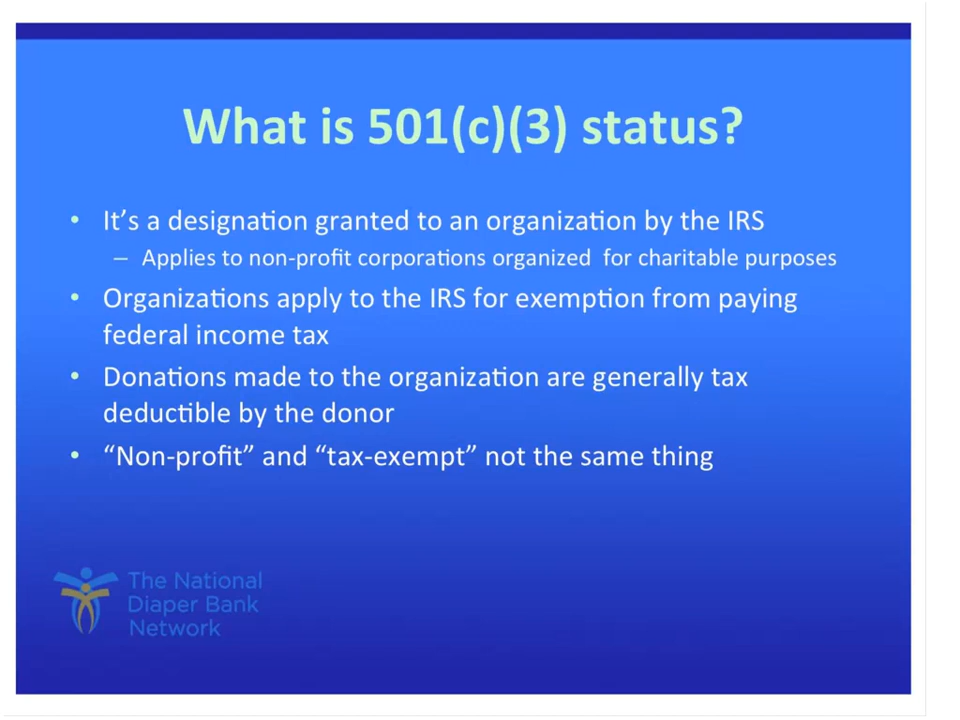 What is 501(c)(3) status?
• It’s a designation granted to an organization by the IRS
– Applies to non-profit corporations organized  for charitable purposes
• Organizations apply to the IRS for exemption from paying
federal income tax
• Donations made to the organization are generally tax
deductible by the donor
• “Non-profit” and “tax-exempt” not the same thing
The National
Diaper Bank
Network